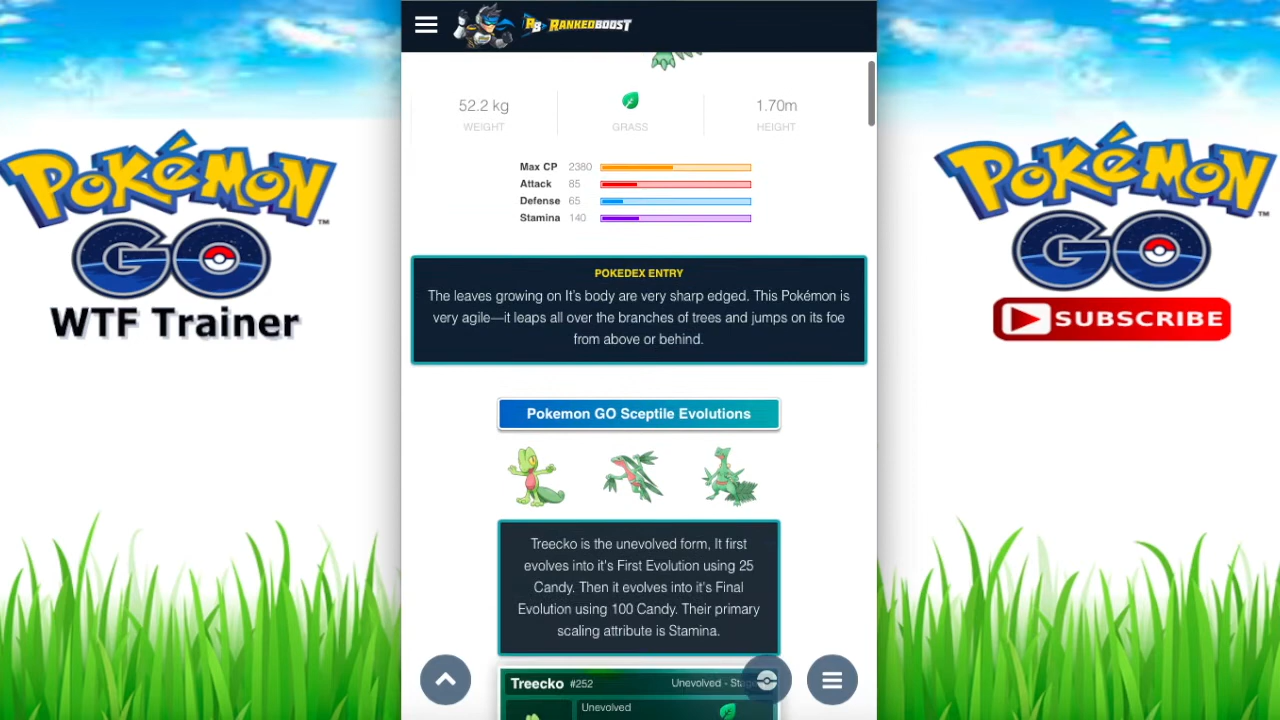 RB RANKEDBOOST
52.2 kg
WEIGHT
GRASS
1.70m
HEIGHT
Max CP 2380
Attack 85
Defense 65
Stamina 140
POKEDEX ENTRY
The leaves growing on It's body are very sharp edged. This Pokémon is
very agile—it leaps all over the branches of trees and jumps on its foe
from above or behind.
Pokemon GO Sceptile Evolutions
Treecko is the unevolved form, It first
evolves into it's First Evolution using 25
Candy. Then it evolves into it's Final
Evolution using 100 Candy. Their primary
scaling attribute is Stamina.
Treecko #252 Unevolved - Stage
Unevolved
POKéMON™
GO
WTF Trainer
POKéMON™
GO
SUBSCRIBE